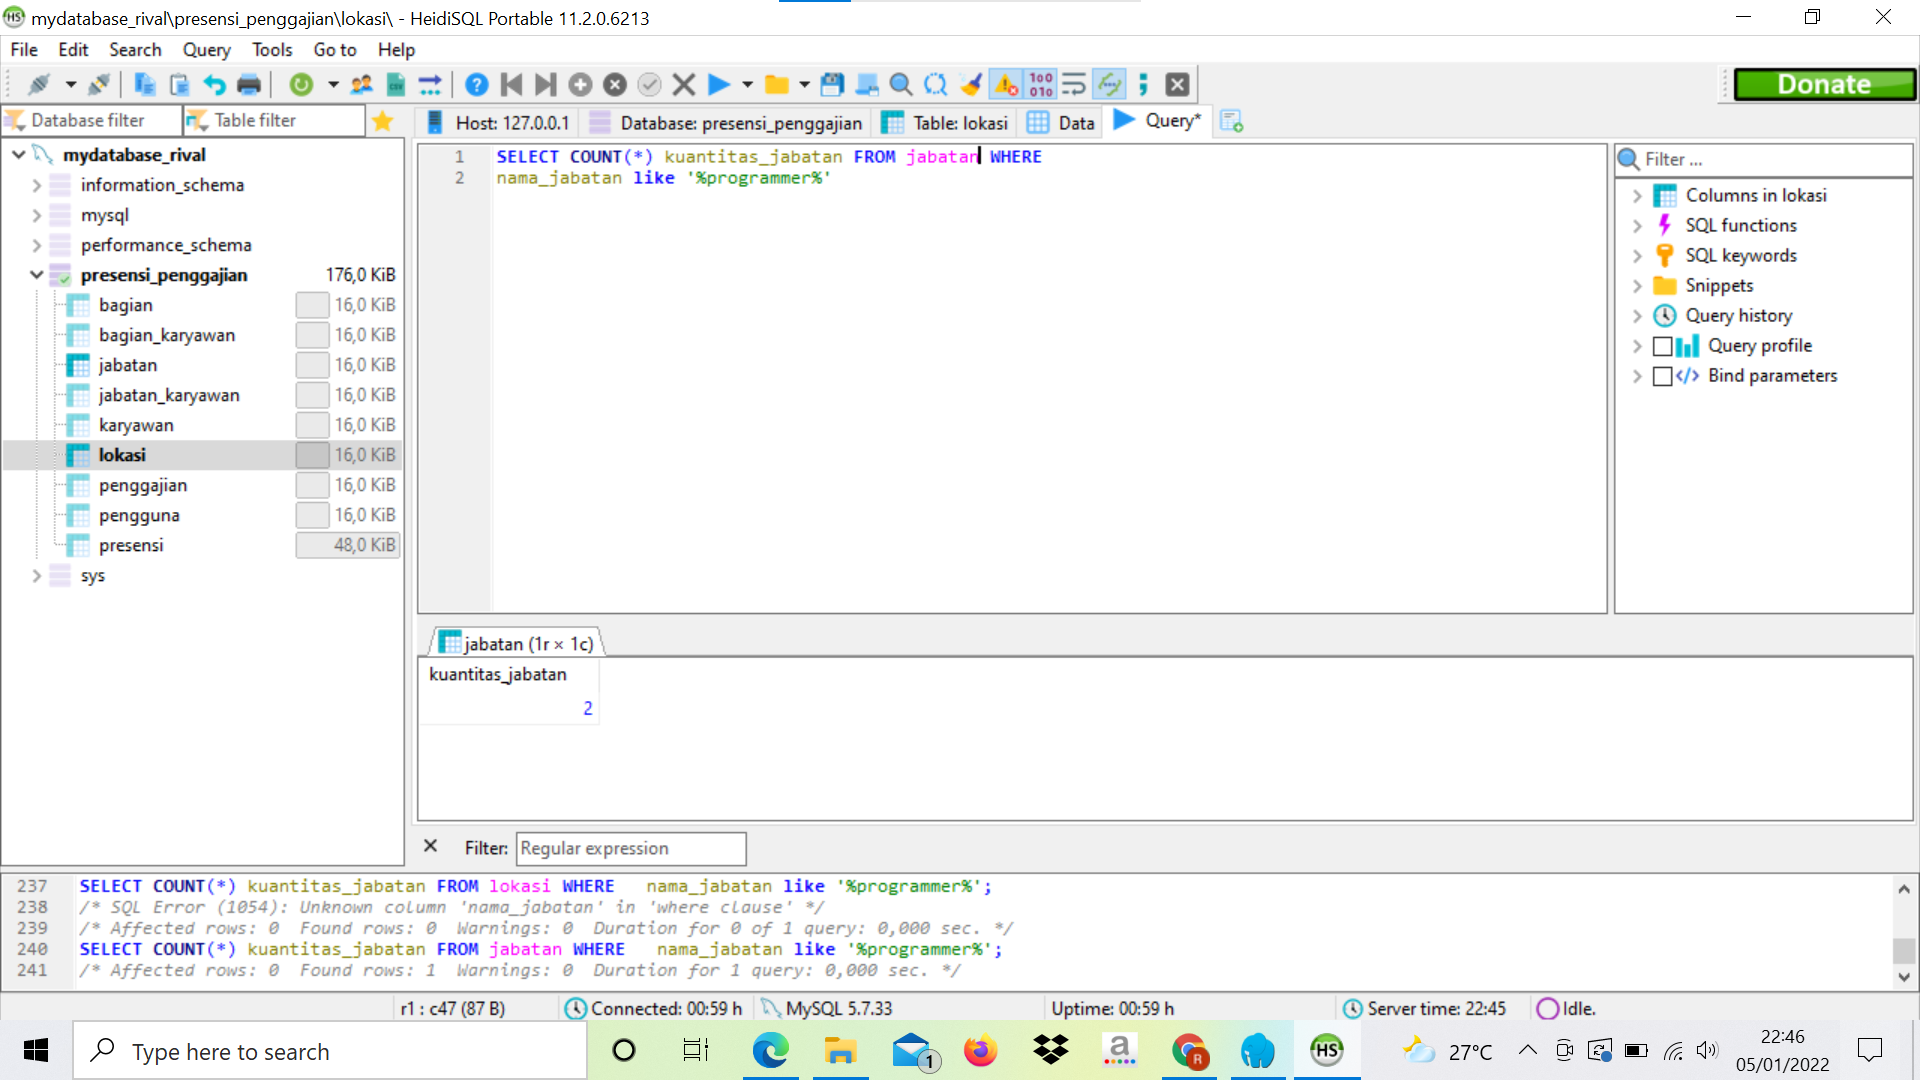 mydatabase_rival\presensi_penggajian\lokasi\ - HeidiSQL Portable 11.2.0.6213
File Edit Search Query Tools Go to Help
Donate
Database filter Table filter
Host: 127.0.0.1 Database: presensi_penggajian Table: lokasi Data Query*
mydatabase_rival
information_schema
mysql
performance_schema
presensi_penggajian 176,0 KiB
bagian 16,0 KiB
bagian_karyawan 16,0 KiB
jabatan 16,0 KiB
jabatan_karyawan 16,0 KiB
karyawan 16,0 KiB
lokasi 16,0 KiB
penggajian 16,0 KiB
pengguna 16,0 KiB
presensi 48,0 KiB
sys
1 SELECT COUNT(*) kuantitas_jabatan FROM jabatan WHERE
2 nama_jabatan like '%programmer%'
Filter ...
Columns in lokasi
SQL functions
SQL keywords
Snippets
Query history
Query profile
Bind parameters
jabatan (1r × 1c)
kuantitas_jabatan
2
Filter: Regular expression
237 SELECT COUNT(*) kuantitas_jabatan FROM lokasi WHERE nama_jabatan like '%programmer%';
238 /* SQL Error (1054): Unknown column 'nama_jabatan' in 'where clause' */
239 /* Affected rows: 0 Found rows: 0 Warnings: 0 Duration for 0 of 1 query: 0,000 sec. */
240 SELECT COUNT(*) kuantitas_jabatan FROM jabatan WHERE nama_jabatan like '%programmer%';
241 /* Affected rows: 0 Found rows: 1 Warnings: 0 Duration for 1 query: 0,000 sec. */
r1 : c47 (87 B) Connected: 00:59 h MySQL 5.7.33 Uptime: 00:59 h Server time: 22:45 Idle.
Type here to search
1
a
R
HS
27°C
22:46
05/01/2022